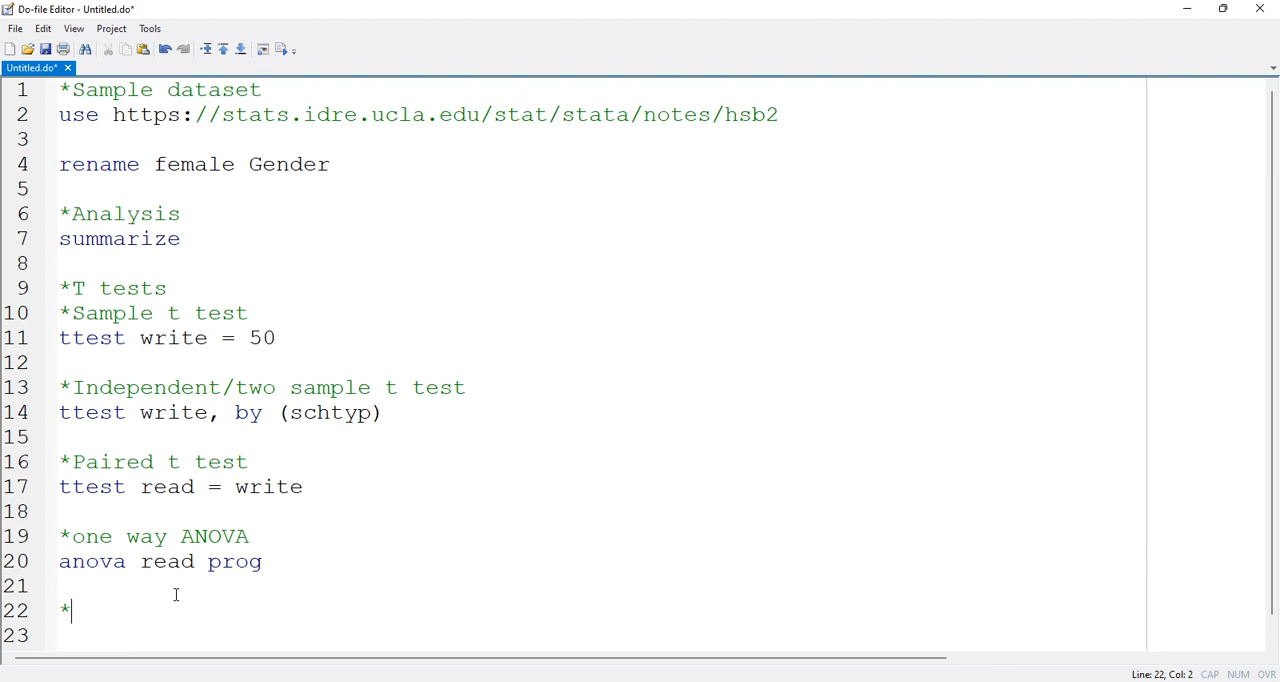 Do-file Editor - Untitled.do*
File Edit View Project Tools
Untitled.do* ×
1 *Sample dataset
2 use https://stats.idre.ucla.edu/stat/stata/notes/hsb2
3
4 rename female Gender
5
6 *Analysis
7 summarize
8
9 *T tests
10 *Sample t test
11 ttest write = 50
12
13 *Independent/two sample t test
14 ttest write, by (schtyp)
15
16 *Paired t test
17 ttest read = write
18
19 *one way ANOVA
20 anova read prog
21
22 *
23
Line: 22, Col: 2 CAP NUM OVR